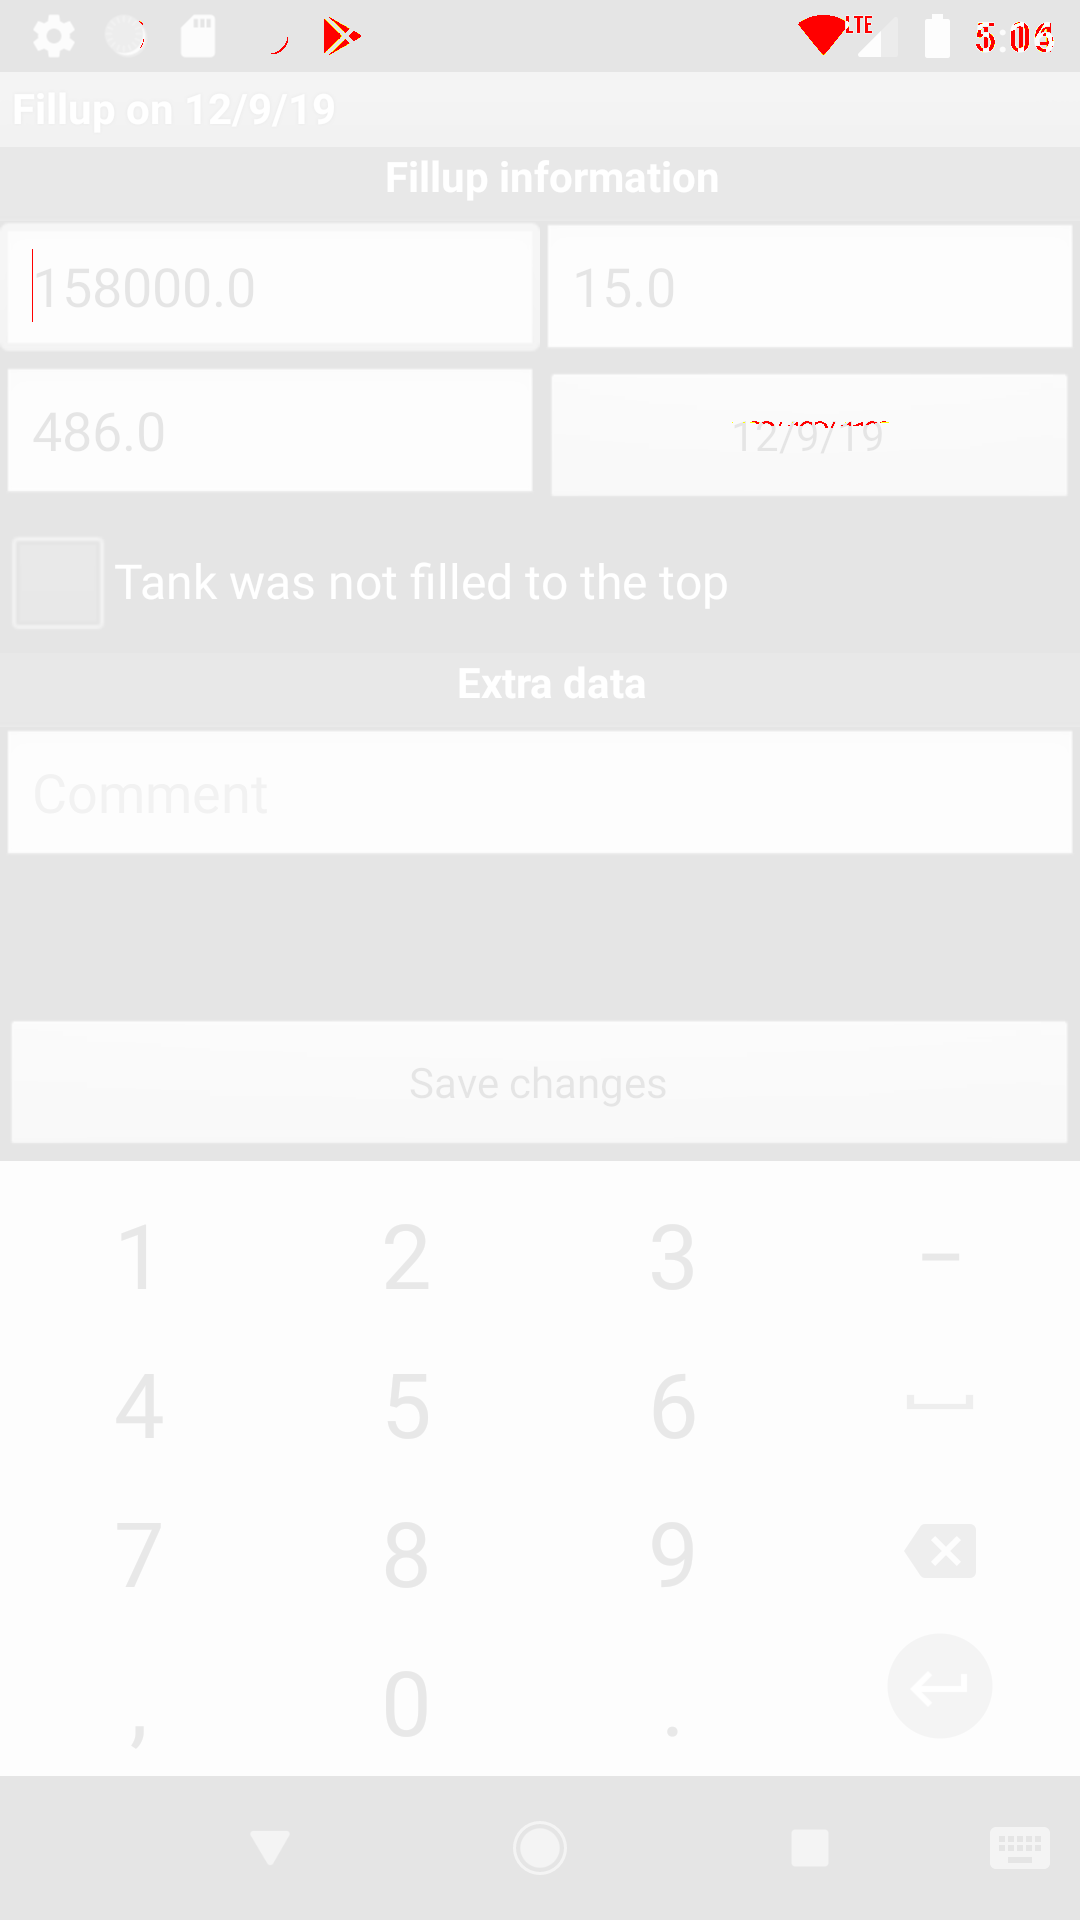 LTE
Fillup on 12/9/19
Fillup information
158000.0 15.0
486.0 12/9/19
Tank was not filled to the top
Extra data
Comment
Save changes
1 2 3 –
4 5 6
7 8 9
, 0 .